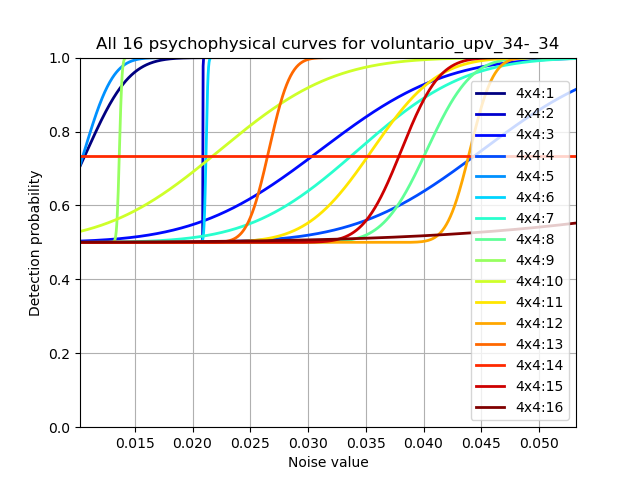 All 16 psychophysical curves for voluntario_upv_34-_34
Detection probability
1.0
0.8
0.6
0.4
0.2
0.0
4x4:1
4x4:2
4x4:3
4x4:4
4x4:5
4x4:6
4x4:7
4x4:8
4x4:9
4x4:10
4x4:11
4x4:12
4x4:13
4x4:14
4x4:15
4x4:16
0.015 0.020 0.025 0.030 0.035 0.040 0.045 0.050
Noise value